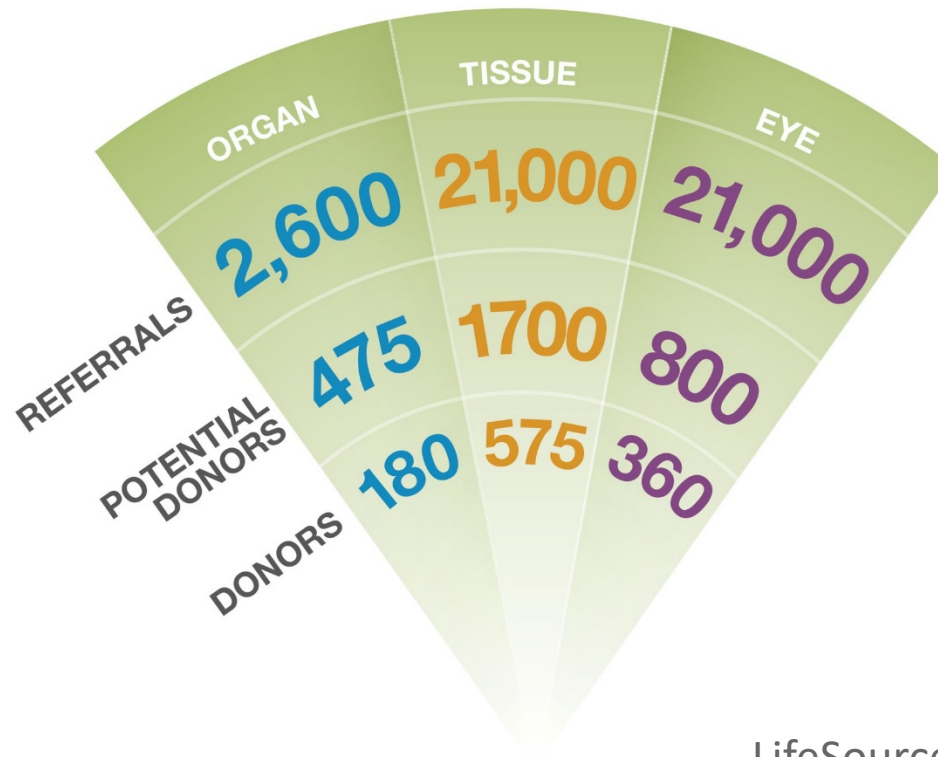 ORGAN
TISSUE
EYE
REFERRALS
2,600
21,000
21,000
POTENTIAL
DONORS
475
1700
800
DONORS
180
575
360
LifeSource